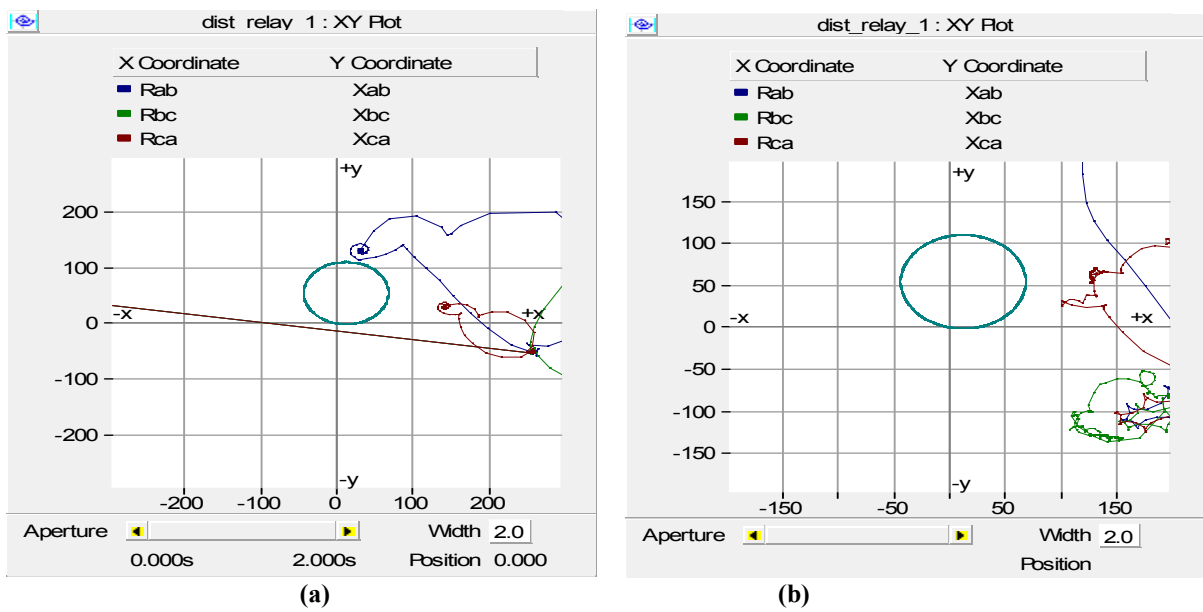 dist relay 1 : XY Plot
X Coordinate Y Coordinate
Rab Xab
Rbc Xbc
Rca Xca
+y
200
100
0
-x +x
-100
-200
-y
-200 -100 0 100 200
Aperture Width 2.0
0.000s 2.000s Position 0.000
(a)
dist_relay_1 : XY Plot
X Coordinate Y Coordinate
Rab Xab
Rbc Xbc
Rca Xca
+y
150
100
50
0
-x +x
-50
-100
-150
-y
-150 -50 50 150
Aperture Width 2.0
Position
(b)